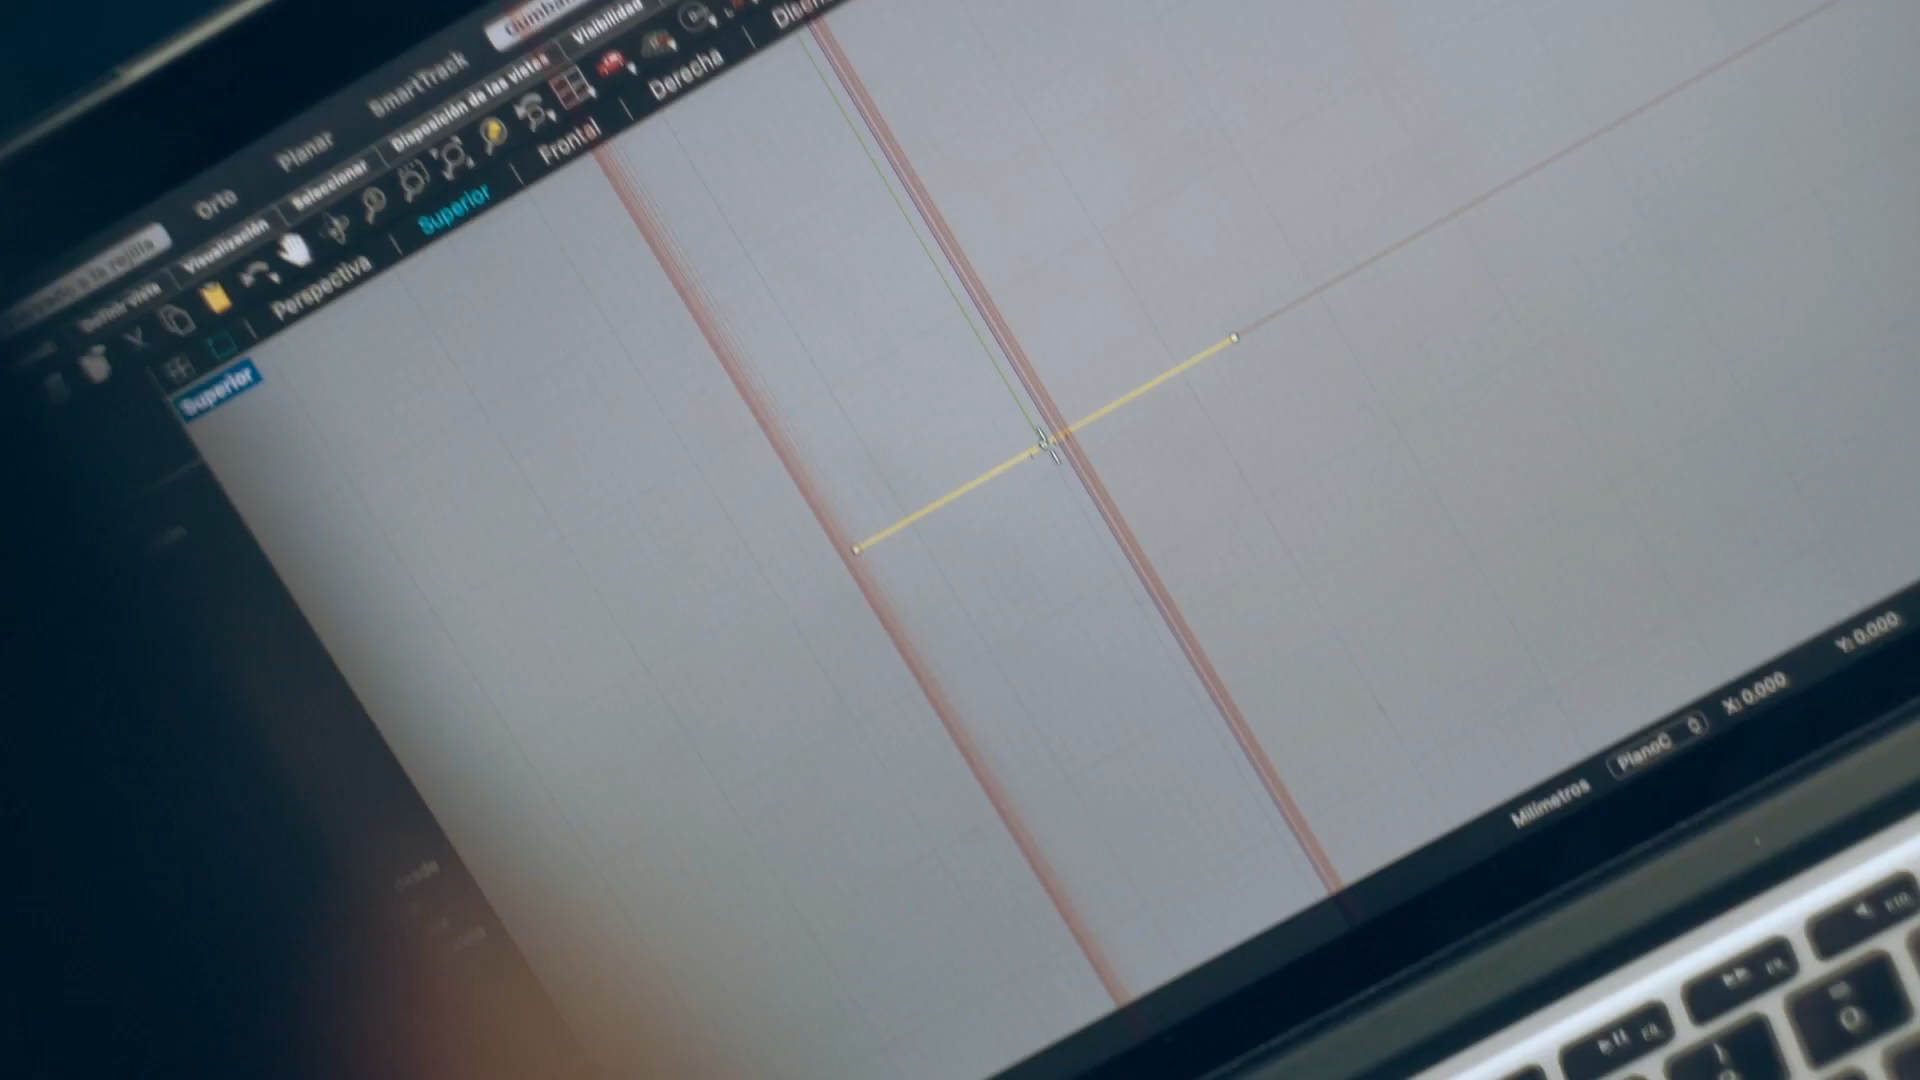 Orto Planar SmartTrack
Definir vista Visualización Seleccionar Disposición de las vistas Visibilidad
Perspectiva Superior Frontal Derecha
Superior
Milímetros PlanoC X: 0.000 Y: 0.000